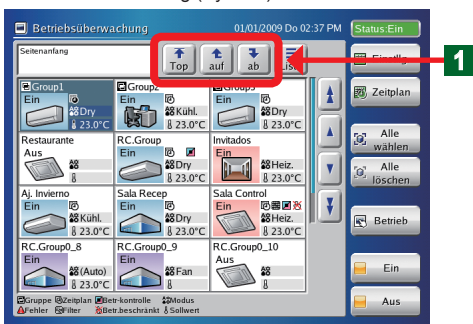 Betriebsüberwachung 01/01/2009 Do 02:37 PM Status:Ein
Seitenanfang
Top auf ab
1
Zeitplan
Alle wählen
Alle löschen
Betrieb
Ein
Aus
Group1
Ein
Dry
23.0°C
Group2
Ein
Kühl.
23.0°C
Ein
Dry
23.0°C
Restaurante
Aus
RC.Group
Ein
Dry
23.0°C
Invitados
Ein
Heiz.
23.0°C
Aj. Invierno
Ein
Kühl.
23.0°C
Sala Recep
Ein
Dry
23.0°C
Sala Control
Ein
Heiz.
23.0°C
RC.Group0_8
Ein
(Auto)
23.0°C
RC.Group0_9
Ein
Fan
RC.Group0_10
Aus
Gruppe Zeitplan Betr-kontrolle Modus
Fehler Filter Betr.beschränkt Sollwert